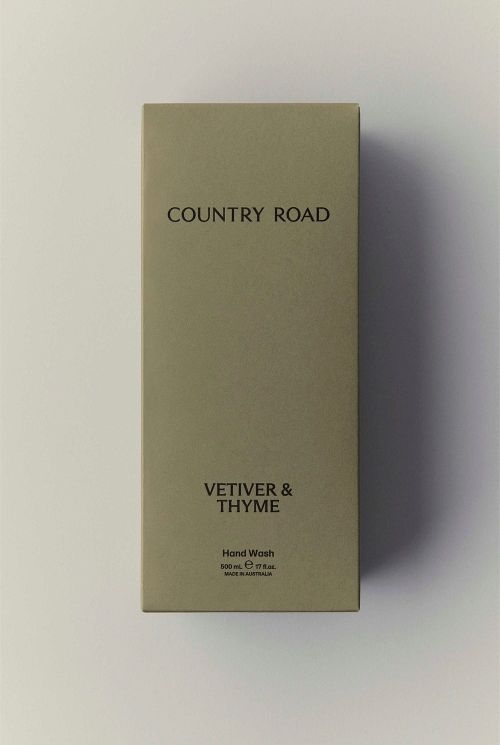 COUNTRY ROAD
VETIVER &
THYME
Hand Wash
500 mL ℮ 17 fl.oz.
MADE IN AUSTRALIA